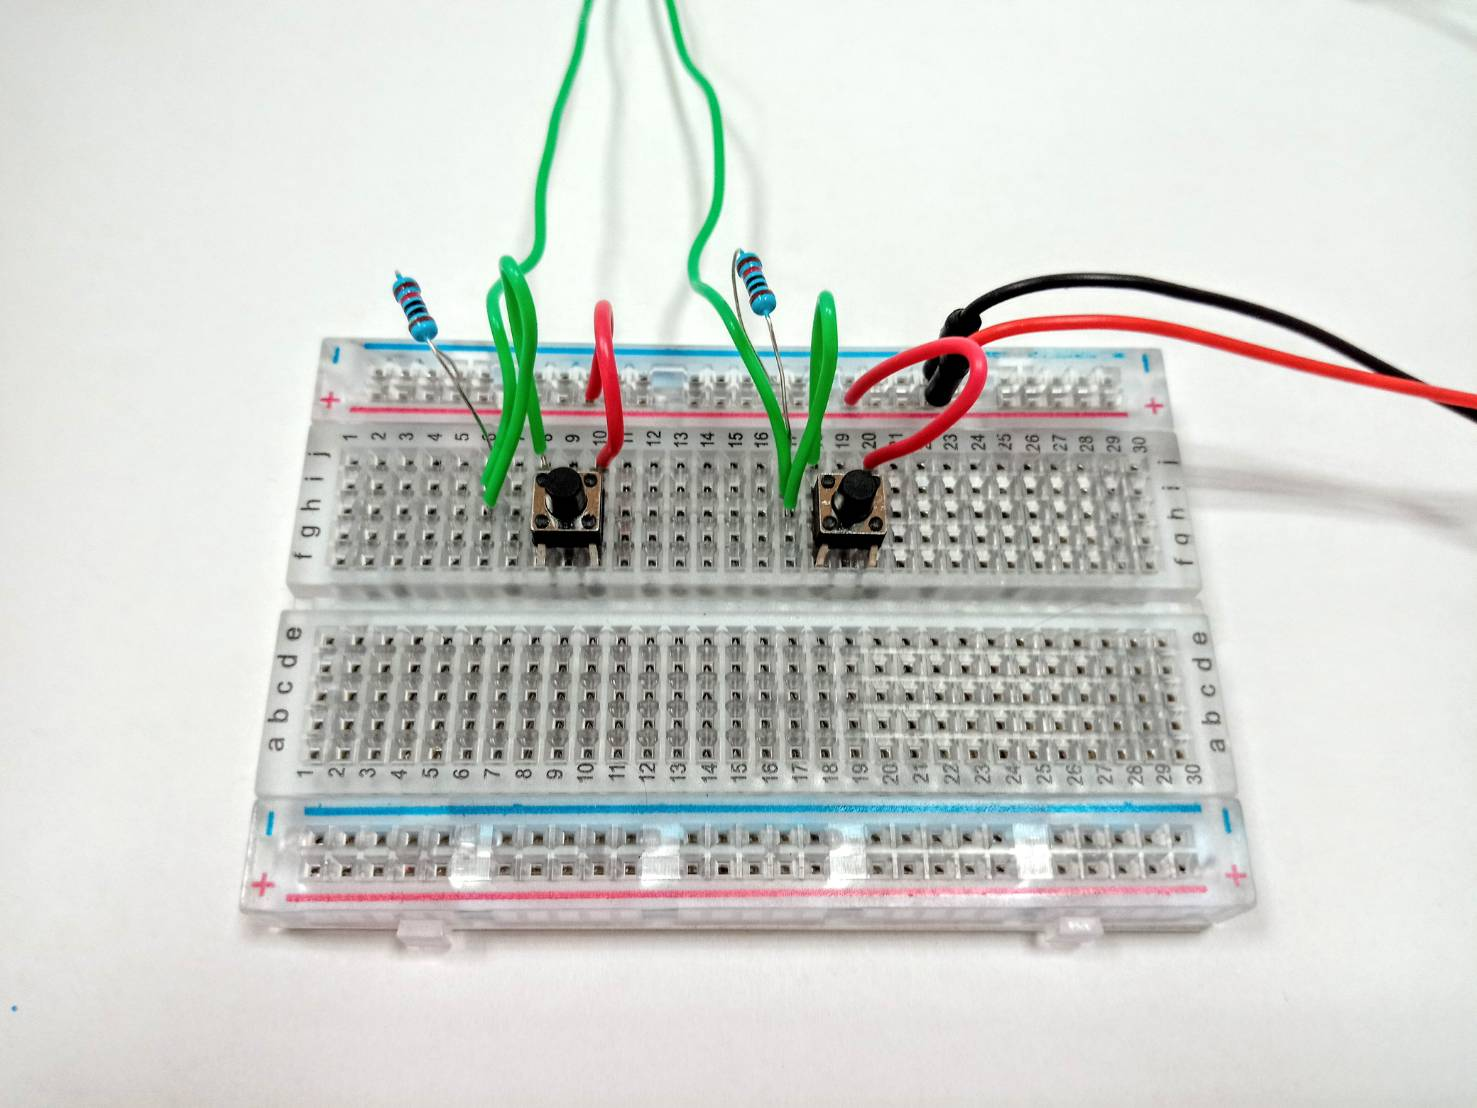 - -
+ +
1 2 3 4 5 6 7 8 9 10 11 12 13 14 15 16 17 18 19 20 21 22 23 24 25 26 27 28 29 30
j j
i i
h h
g g
f f
e e
d d
c c
b b
a a
1 2 3 4 5 6 7 8 9 10 11 12 13 14 15 16 17 18 19 20 21 22 23 24 25 26 27 28 29 30
- -
+ +